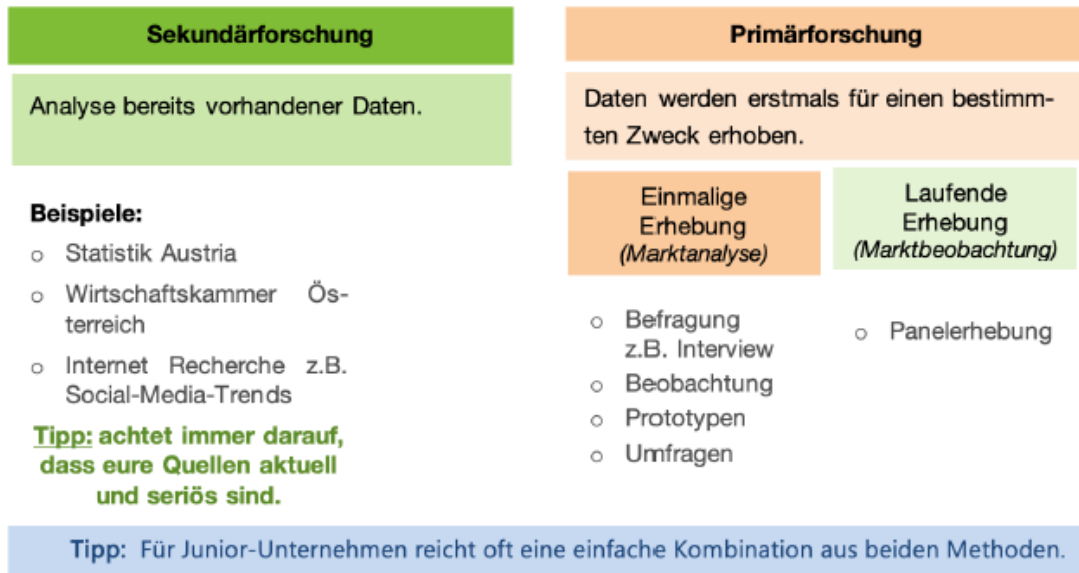 Sekundärforschung
Analyse bereits vorhandener Daten.
Beispiele:
o Statistik Austria
o Wirtschaftskammer Ös-
terreich
o Internet Recherche z.B.
Social-Media-Trends
Tipp: achtet immer darauf,
dass eure Quellen aktuell
und seriös sind.
Primärforschung
Daten werden erstmals für einen bestimm-
ten Zweck erhoben.
Einmalige
Erhebung
(Marktanalyse)
o Befragung
z.B. Interview
o Beobachtung
o Prototypen
o Umfragen
Laufende
Erhebung
(Marktbeobachtung)
o Panelerhebung
Tipp: Für Junior-Unternehmen reicht oft eine einfache Kombination aus beiden Methoden.